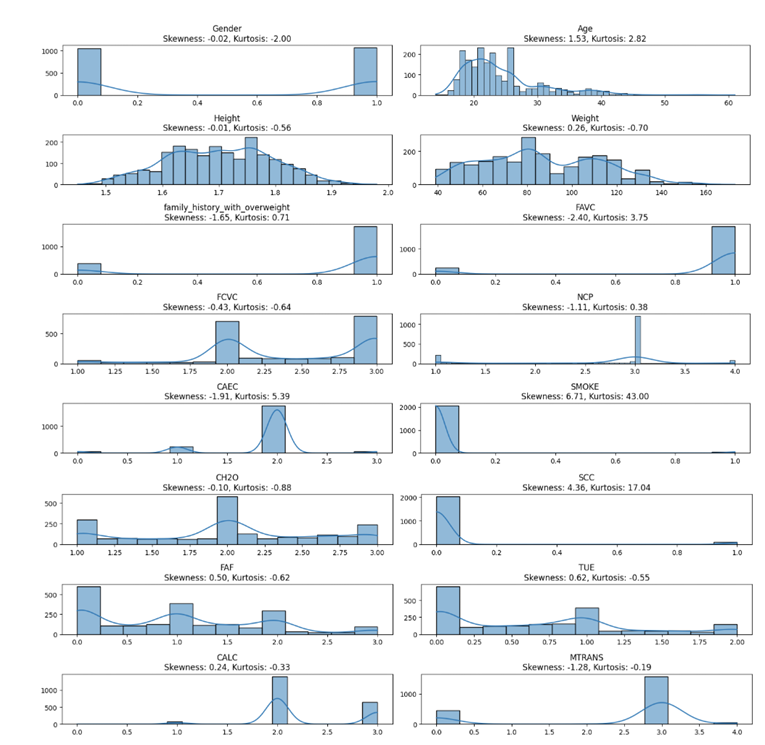 Gender
Skewness: -0.02, Kurtosis: -2.00
1000
500
0
0.0 0.2 0.4 0.6 0.8 1.0
Age
Skewness: 1.53, Kurtosis: 2.82
200
100
0
20 30 40 50 60
Height
Skewness: -0.01, Kurtosis: -0.56
200
100
0
1.5 1.6 1.7 1.8 1.9 2.0
Weight
Skewness: 0.26, Kurtosis: -0.70
200
0
40 60 80 100 120 140 160
family_history_with_overweight
Skewness: -1.65, Kurtosis: 0.71
1000
0
0.0 0.2 0.4 0.6 0.8 1.0
FAVC
Skewness: -2.40, Kurtosis: 3.75
1000
0
0.0 0.2 0.4 0.6 0.8 1.0
FCVC
Skewness: -0.43, Kurtosis: -0.64
500
0
1.00 1.25 1.50 1.75 2.00 2.25 2.50 2.75 3.00
NCP
Skewness: -1.11, Kurtosis: 0.38
1000
500
0
1.0 1.5 2.0 2.5 3.0 3.5 4.0
CAEC
Skewness: -1.91, Kurtosis: 5.39
1000
0
0.0 0.5 1.0 1.5 2.0 2.5 3.0
SMOKE
Skewness: 6.71, Kurtosis: 43.00
2000
1000
0
0.0 0.2 0.4 0.6 0.8 1.0
CH2O
Skewness: -0.10, Kurtosis: -0.88
500
250
0
1.00 1.25 1.50 1.75 2.00 2.25 2.50 2.75 3.00
SCC
Skewness: 4.36, Kurtosis: 17.04
2000
1000
0
0.0 0.2 0.4 0.6 0.8 1.0
FAF
Skewness: 0.50, Kurtosis: -0.62
500
250
0
0.0 0.5 1.0 1.5 2.0 2.5 3.0
TUE
Skewness: 0.62, Kurtosis: -0.55
500
250
0
0.00 0.25 0.50 0.75 1.00 1.25 1.50 1.75 2.00
CALC
Skewness: 0.24, Kurtosis: -0.33
1000
500
0
0.0 0.5 1.0 1.5 2.0 2.5 3.0
MTRANS
Skewness: -1.28, Kurtosis: -0.19
1000
0
0.0 0.5 1.0 1.5 2.0 2.5 3.0 3.5 4.0